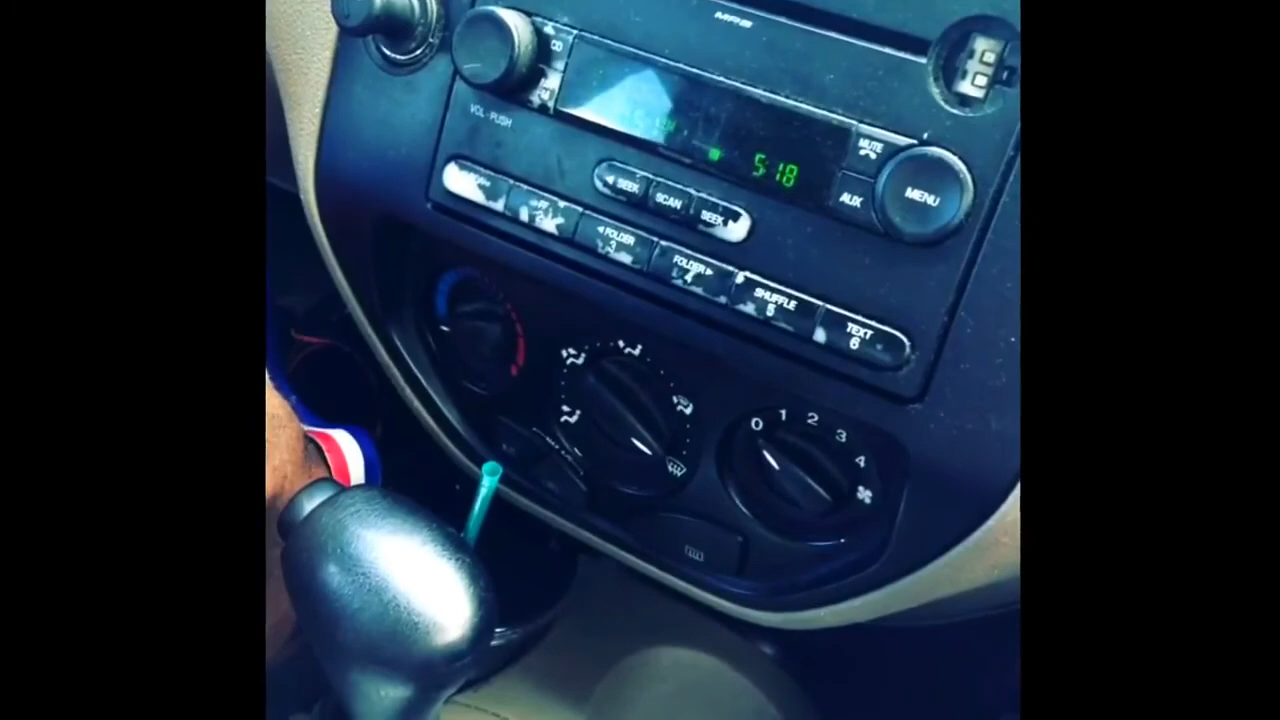 MP3
CD
VOL - PUSH
5:18
MUTE
AUX
MENU
SEEK
SCAN
SEEK
FF
2
FOLDER
3
FOLDER
4
SHUFFLE
5
TEXT
6
0 1 2 3 4